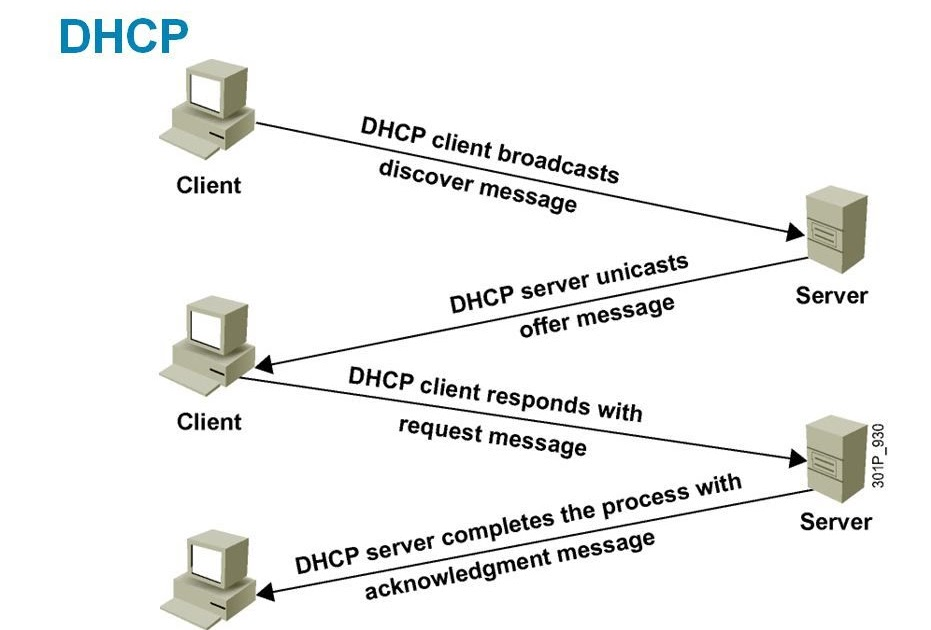 DHCP
DHCP client broadcasts
discover message
Client
DHCP server unicasts
offer message
Server
DHCP client responds with
request message
Client
301P_930
DHCP server completes the process with
acknowledgment message
Server